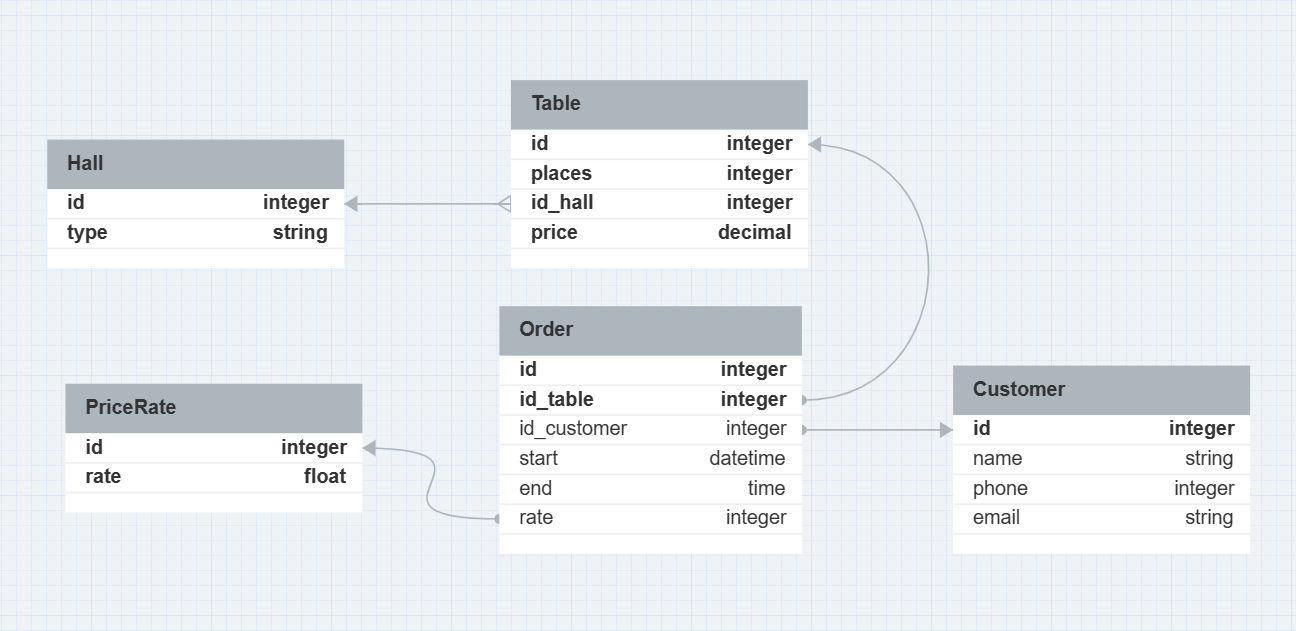 Table
id integer
places integer
id_hall integer
price decimal
Hall
id integer
type string
Order
id integer
id_table integer
id_customer integer
start datetime
end time
rate integer
PriceRate
id integer
rate float
Customer
id integer
name string
phone integer
email string